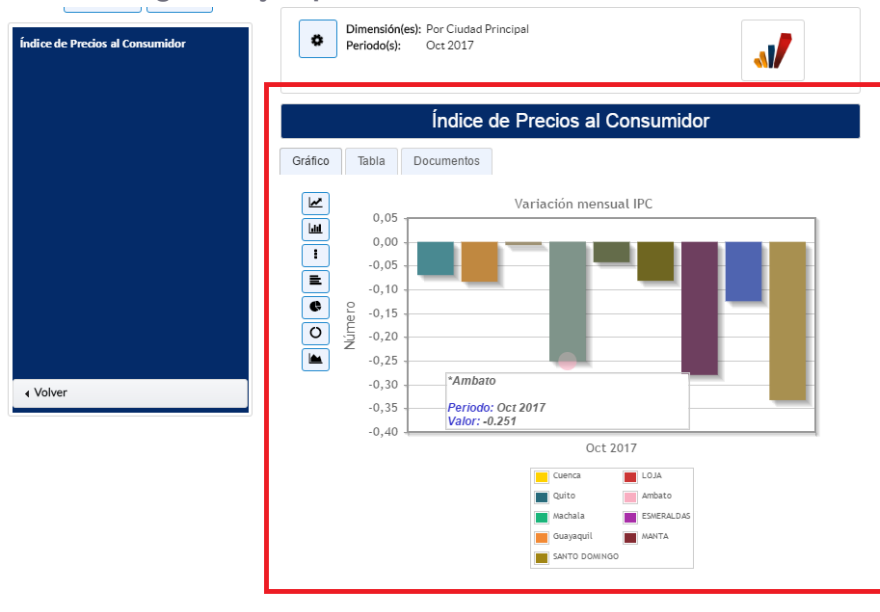 Índice de Precios al Consumidor
Volver
Dimensión(es): Por Ciudad Principal
Periodo(s): Oct 2017
Índice de Precios al Consumidor
Gráfico Tabla Documentos
Variación mensual IPC
0,05
0,00
-0,05
-0,10
-0,15
-0,20
-0,25
-0,30
-0,35
-0,40
Número
*Ambato
Período: Oct 2017
Valor: -0.251
Oct 2017
Cuenca LOJA
Quito Ambato
Machala ESMERALDAS
Guayaquil MANTA
SANTO DOMINGO